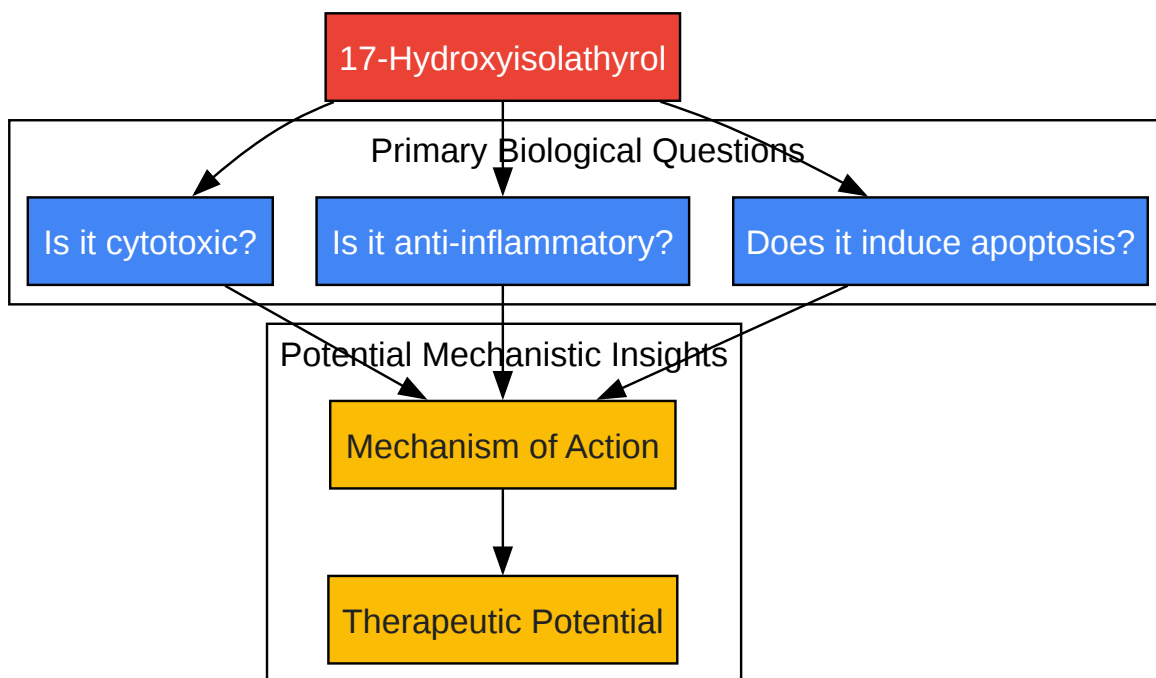 17-Hydroxyisolathyrol
Primary Biological Questions
Is it cytotoxic?
Is it anti-inflammatory?
Does it induce apoptosis?
Potential Mechanistic Insights
Mechanism of Action
Therapeutic Potential